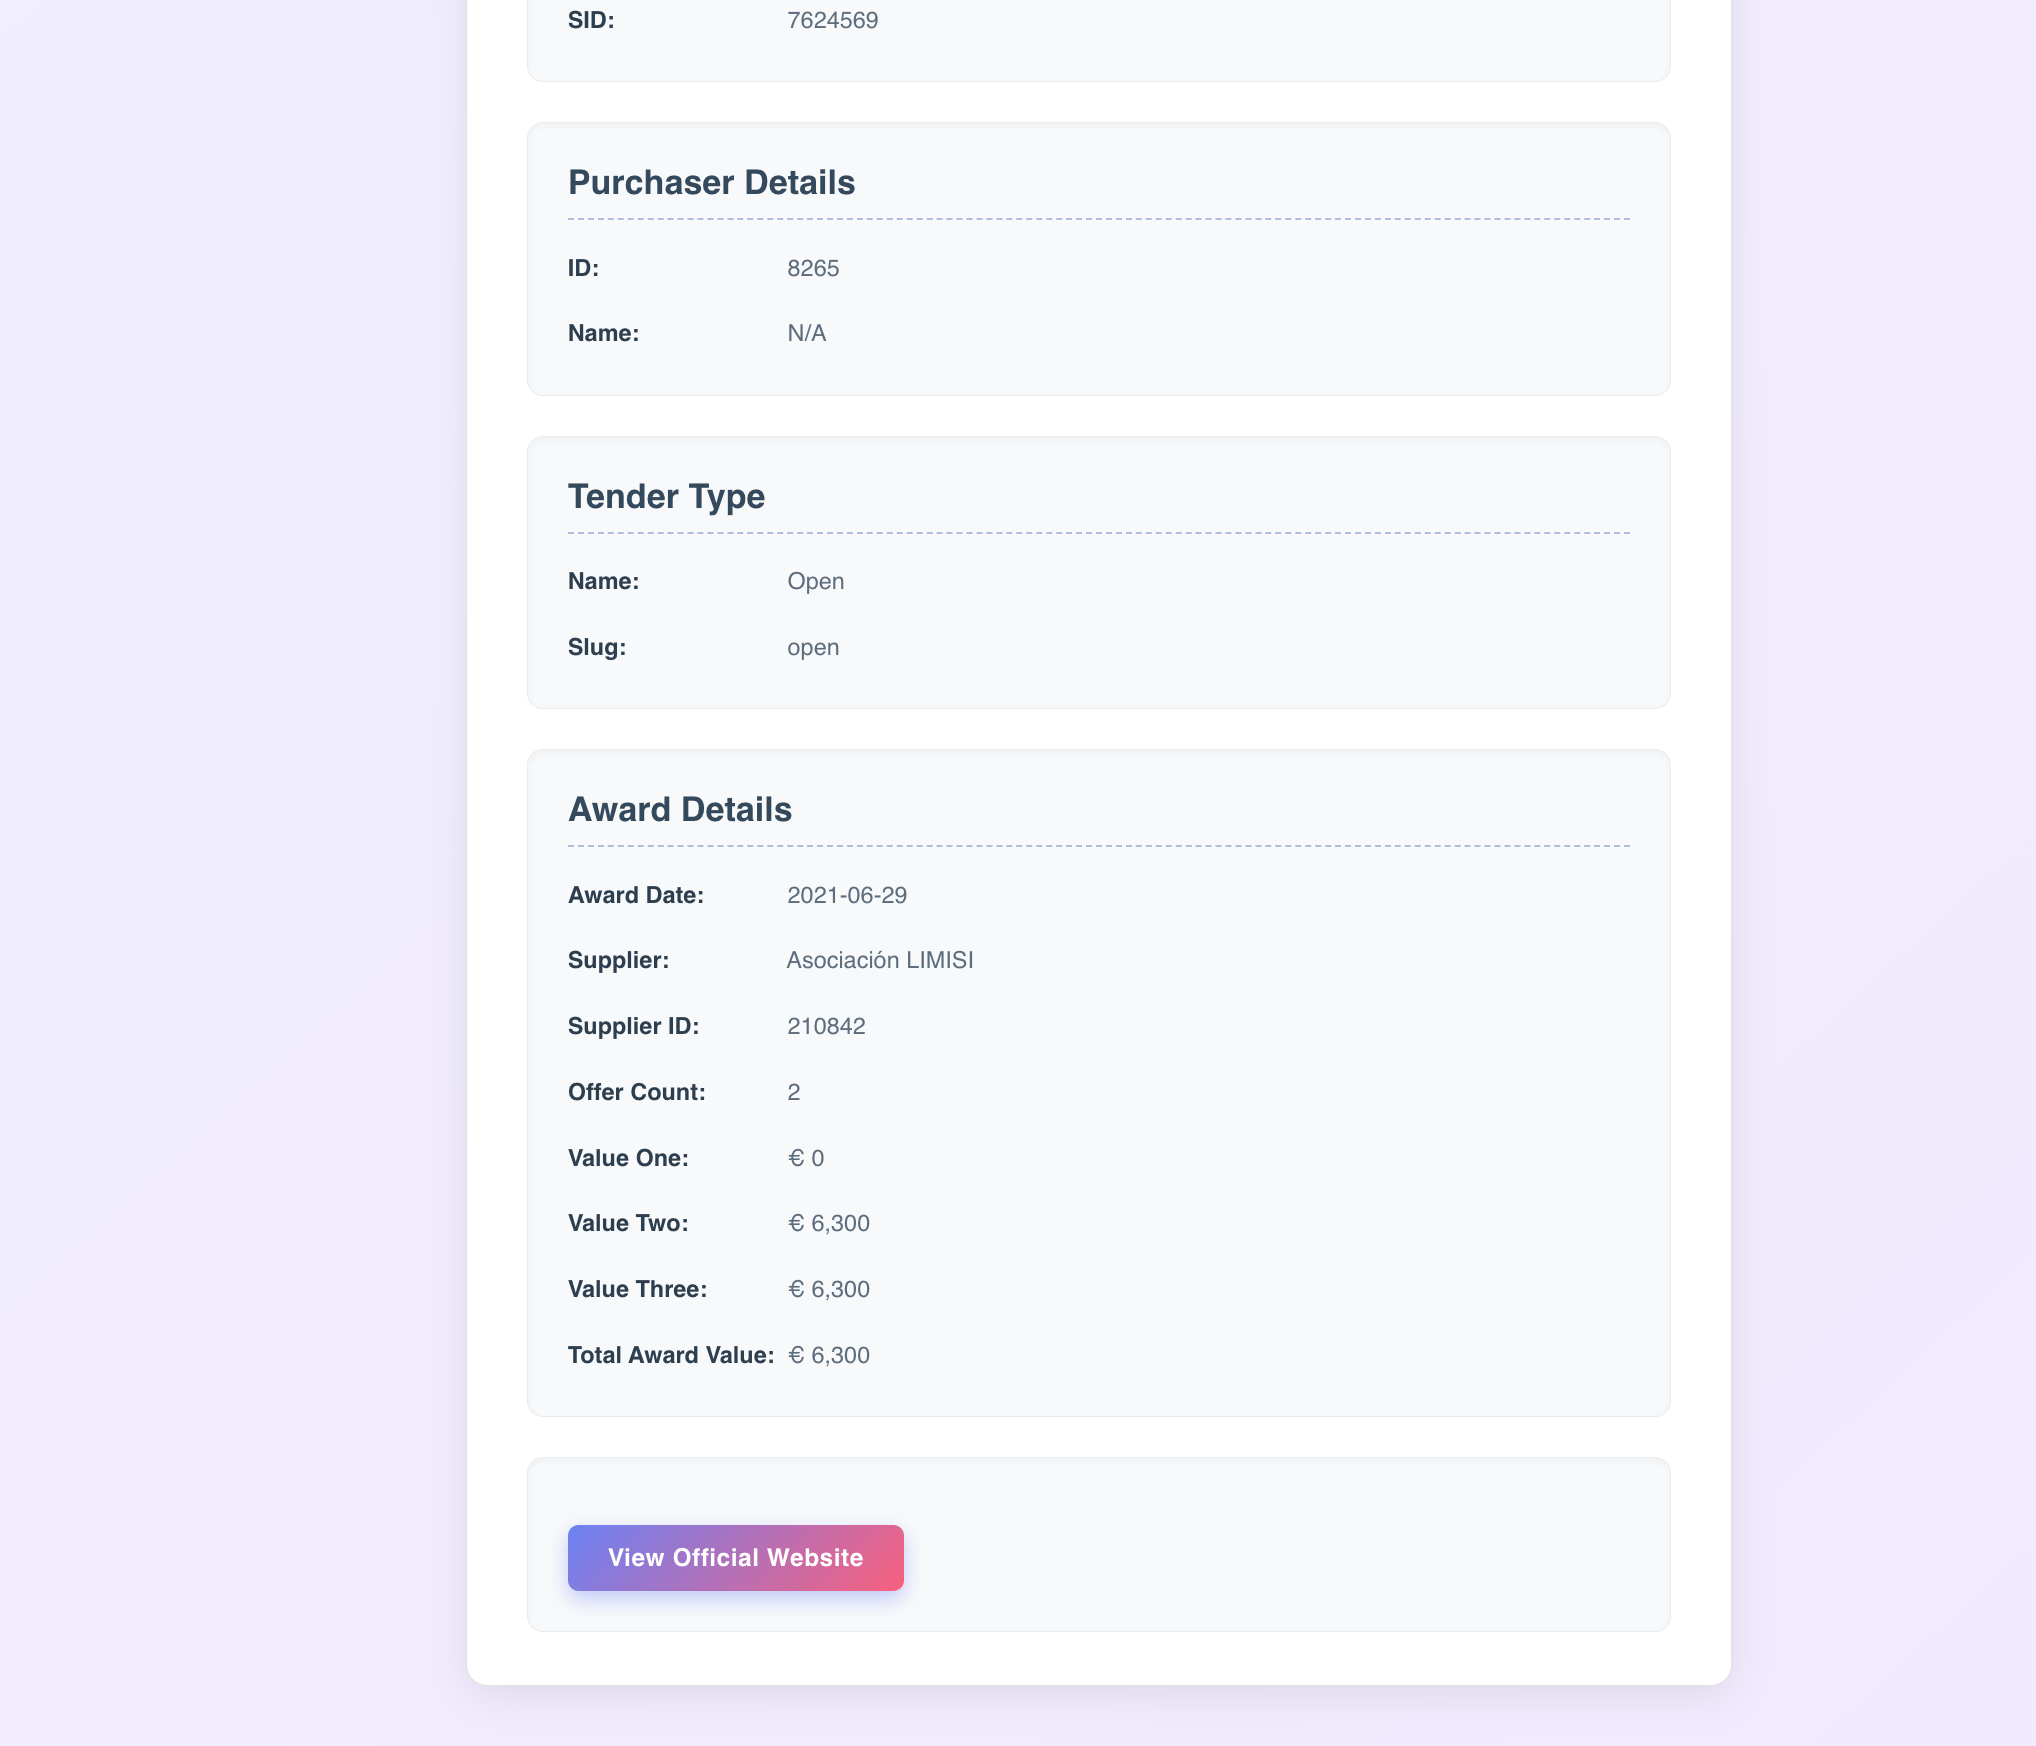 SID: 7624569
Purchaser Details
ID: 8265
Name: N/A
Tender Type
Name: Open
Slug: open
Award Details
Award Date: 2021-06-29
Supplier: Asociación LIMISI
Supplier ID: 210842
Offer Count: 2
Value One: € 0
Value Two: € 6,300
Value Three: € 6,300
Total Award Value: € 6,300
View Official Website